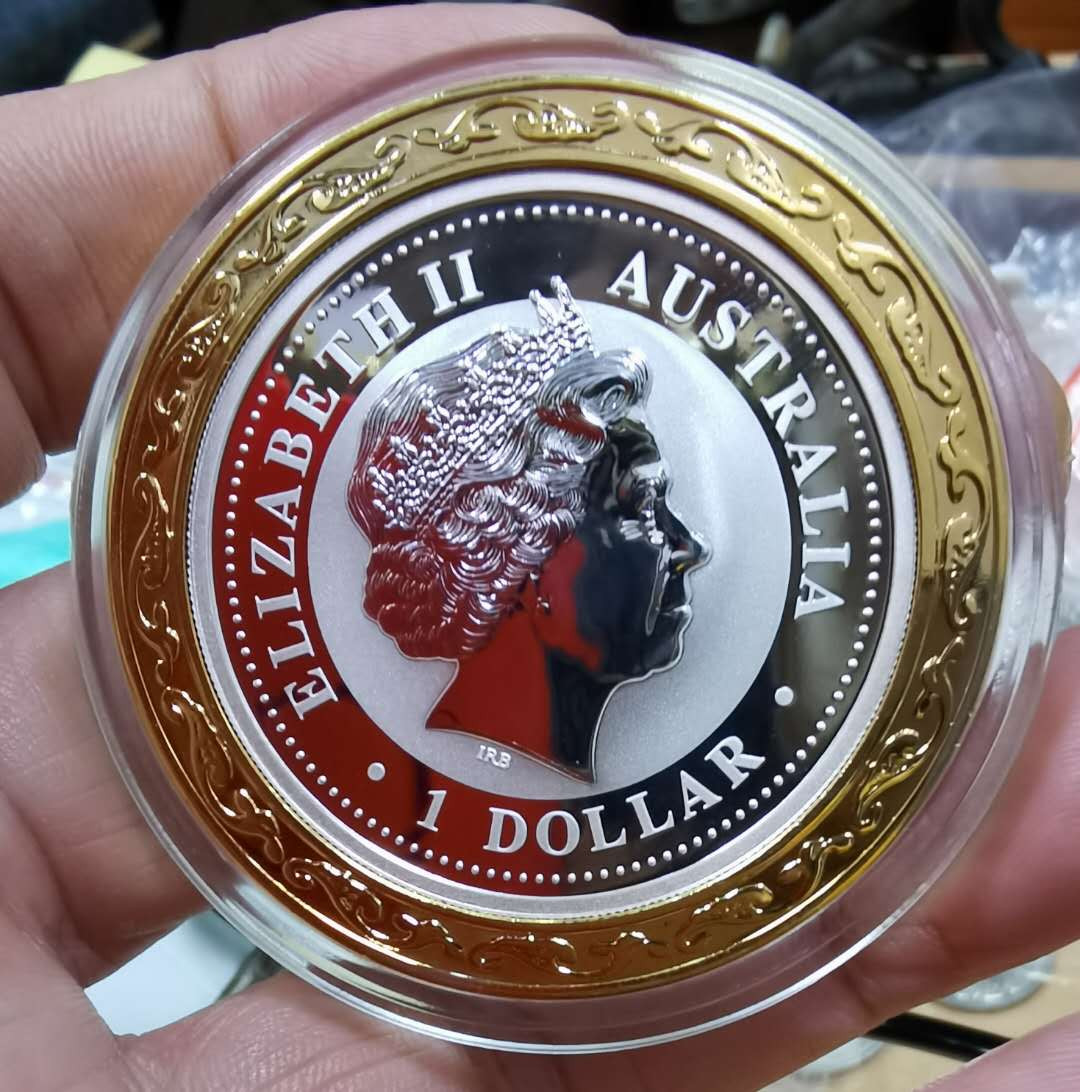 ELIZABETH II
AUSTRALIA
1 DOLLAR
IRB